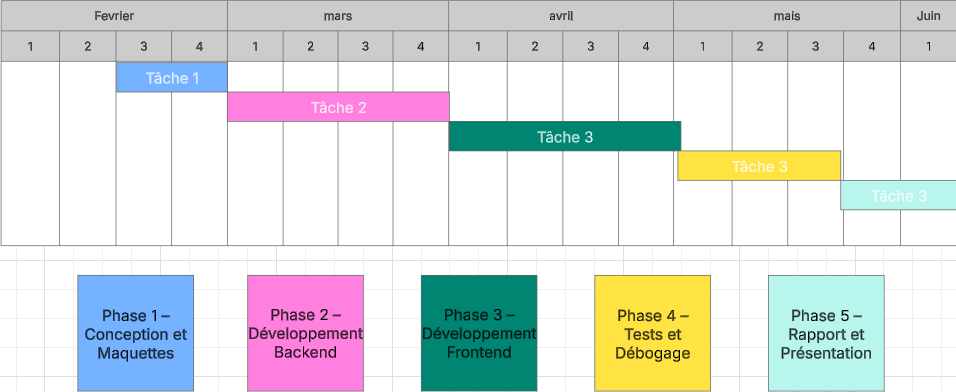 Fevrier mars avril mais Juin
1 2 3 4 1 2 3 4 1 2 3 4 1 2 3 4 1
Tâche 1
Tâche 2
Tâche 3
Tâche 3
Tâche 3
Phase 1 –
Conception et
Maquettes
Phase 2 –
Développement
Backend
Phase 3 –
Développement
Frontend
Phase 4 –
Tests et
Débogage
Phase 5 –
Rapport et
Présentation